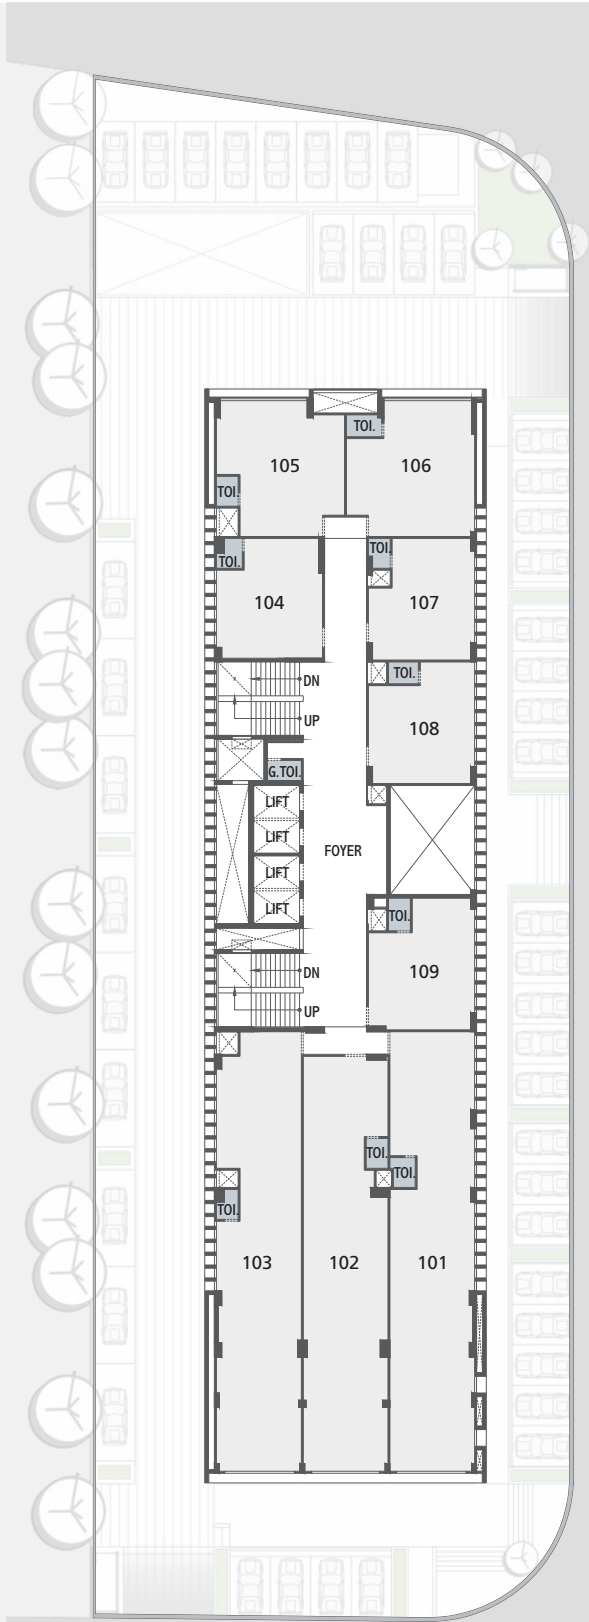 TOI.
105
106
TOI.
TOI.
TOI.
104
107
TOI.
DN
108
UP
G.TOI.
LIFT
LIFT
FOYER
LIFT
LIFT
TOI.
DN
109
UP
TOI.
TOI.
TOI.
103
102
101